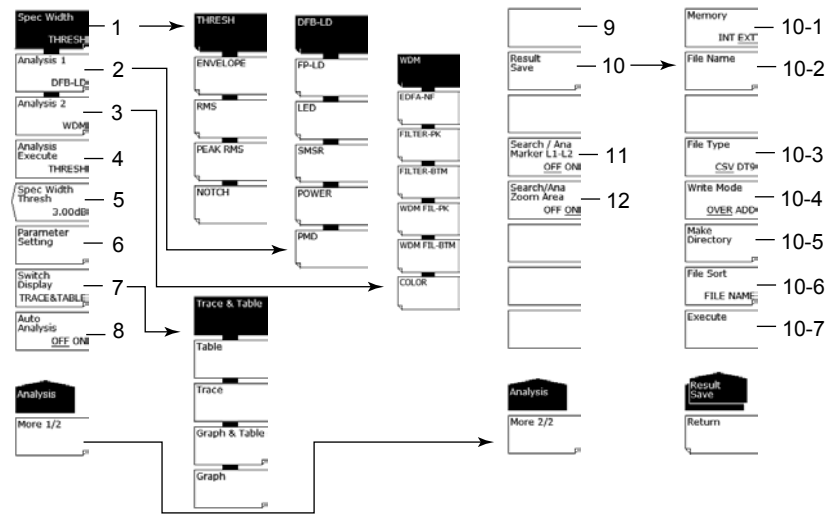 Spec Width
THRESH
1
Analysis 1
DFB-LD
2
Analysis 2
WDM
3
Analysis
Execute
THRESH
4
Spec Width
Thresh
3.00dB
5
Parameter
Setting
6
Switch
Display
TRACE&TABLE
7
Auto
Analysis
OFF ON
8
Analysis
More 1/2
THRESH
ENVELOPE
RMS
PEAK RMS
NOTCH
DFB-LD
FP-LD
LED
SMSR
POWER
PMD
WDM
EDFA-NF
FILTER-PK
FILTER-BTM
WDM FIL-PK
WDM FIL-BTM
COLOR
Trace & Table
Table
Trace
Graph & Table
Graph
9
Result
Save
10
Search / Ana
Marker L1-L2
OFF ON
11
Search/Ana
Zoom Area
OFF ON
12
Analysis
More 2/2
Memory
INT EXT
10-1
File Name
10-2
File Type
CSV DT9
10-3
Write Mode
OVER ADD
10-4
Make
Directory
10-5
File Sort
FILE NAME
10-6
Execute
10-7
Result
Save
Return